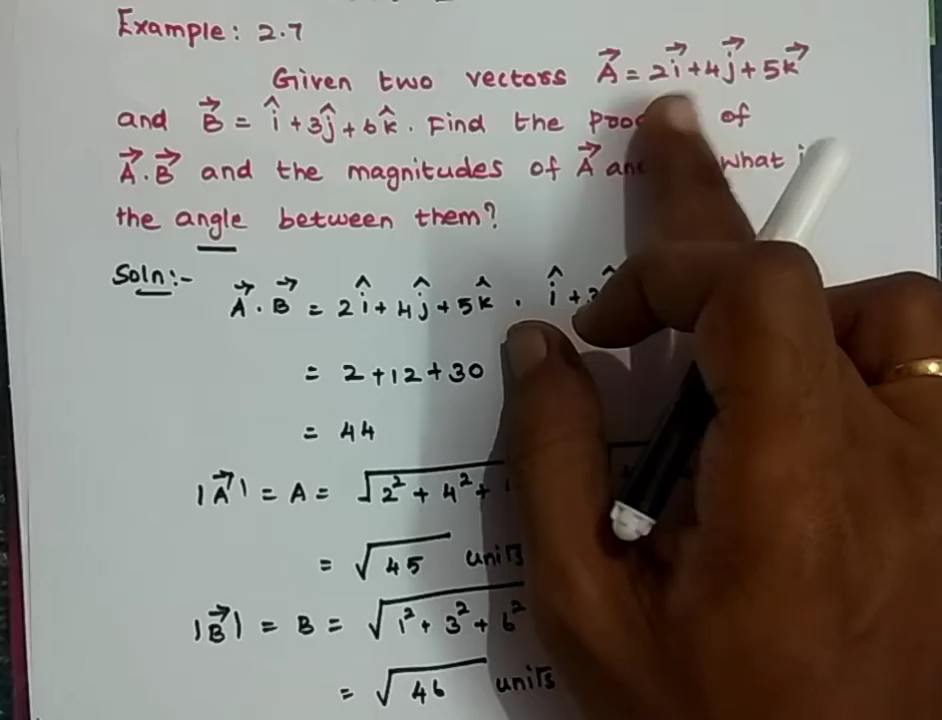 Example: 2.7
Given two vectors A⃗ = 2i⃗ + 4j⃗ + 5k⃗
and B⃗ = î + 3ĵ + 6k̂. Find the of
A⃗.B⃗ and the magnitudes of A⃗ what
the angle between them?
Soln:-
A⃗.B⃗ = 2î + 4ĵ + 5k̂ . î +
= 2+12+30
= 44
|A⃗| = A = √2² + 4² +
= √45 units
|B⃗| = B = √1² + 3² + 6²
= √46 units